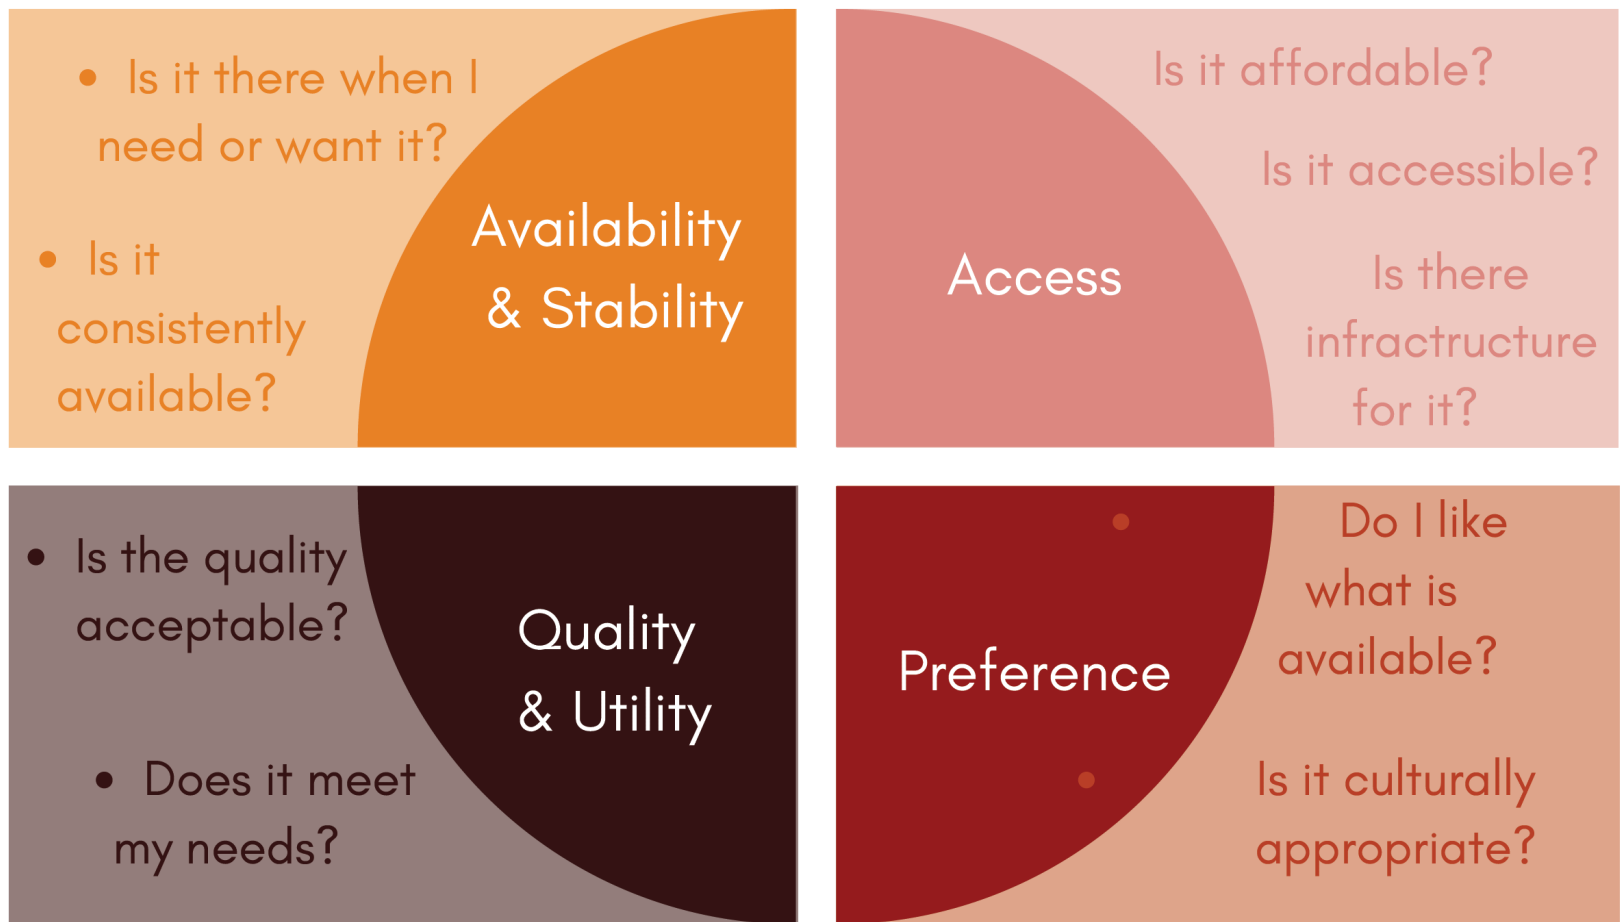 • Is it there when I
need or want it?
• Is it
consistently
available?
Availability
& Stability
Access
Is it affordable?
Is it accessible?
Is there
infractructure
for it?
• Is the quality
acceptable?
• Does it meet
my needs?
Quality
& Utility
Preference
• Do I like
what is
available?
• Is it culturally
appropriate?